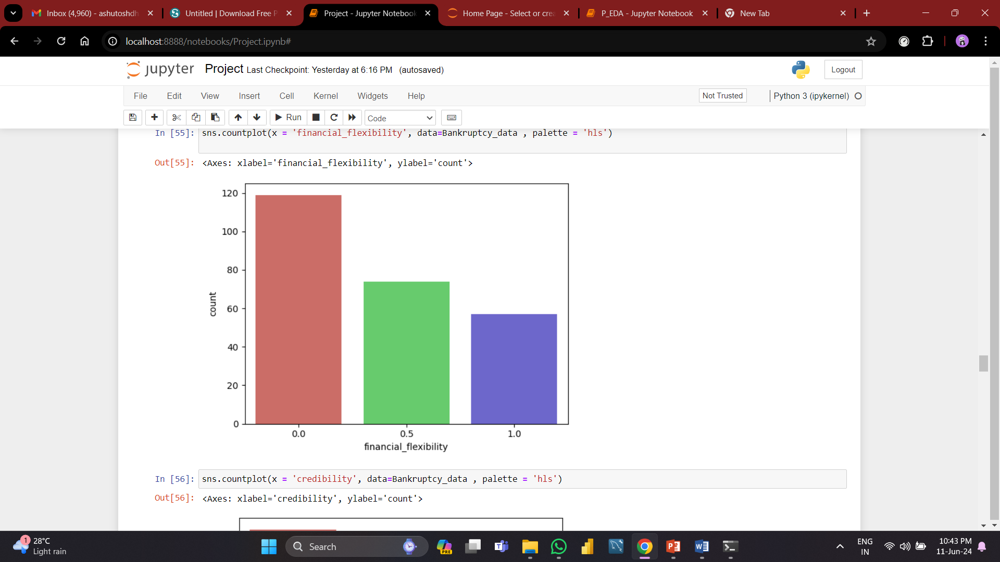 Inbox (4,960) - ashutoshdh
Untitled | Download Free P
Project - Jupyter Notebook
Home Page - Select or crea
P_EDA - Jupyter Notebook
New Tab
localhost:8888/notebooks/Project.ipynb#
jupyter Project Last Checkpoint: Yesterday at 6:16 PM (autosaved)
Logout
File Edit View Insert Cell Kernel Widgets Help
Not Trusted
Python 3 (ipykernel)
Run
Code
In [55]: sns.countplot(x = 'financial_flexibility', data=Bankruptcy_data , palette = 'hls')
Out[55]: <Axes: xlabel='financial_flexibility', ylabel='count'>
120
100
80
60
40
20
0
count
0.0 0.5 1.0
financial_flexibility
In [56]: sns.countplot(x = 'credibility', data=Bankruptcy_data , palette = 'hls')
Out[56]: <Axes: xlabel='credibility', ylabel='count'>
1
28°C
Light rain
Search
PRE
ENG
IN
10:43 PM
11-Jun-24